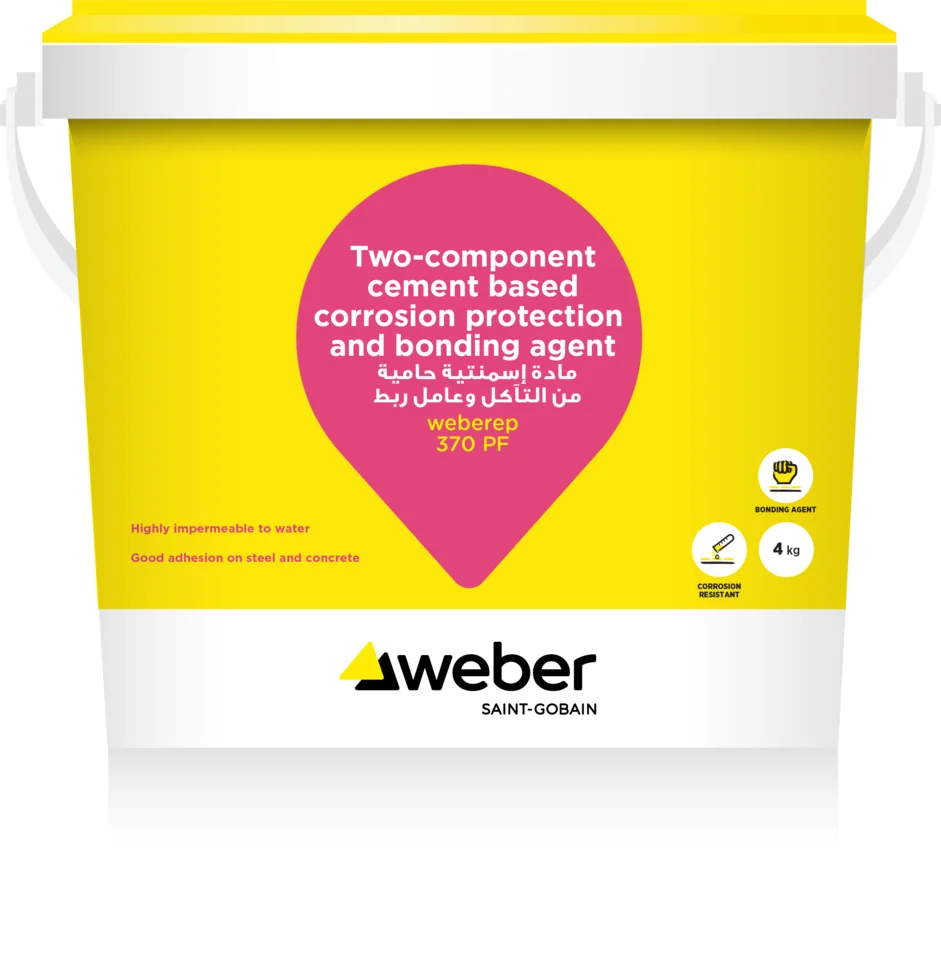 Two-component
cement based
corrosion protection
and bonding agent
مادة إسمنتية حامية
من التآكل وعامل ربط
weberep
370 PF
Highly impermeable to water
Good adhesion on steel and concrete
BONDING AGENT
CORROSION
RESISTANT
4 kg
weber
SAINT-GOBAIN